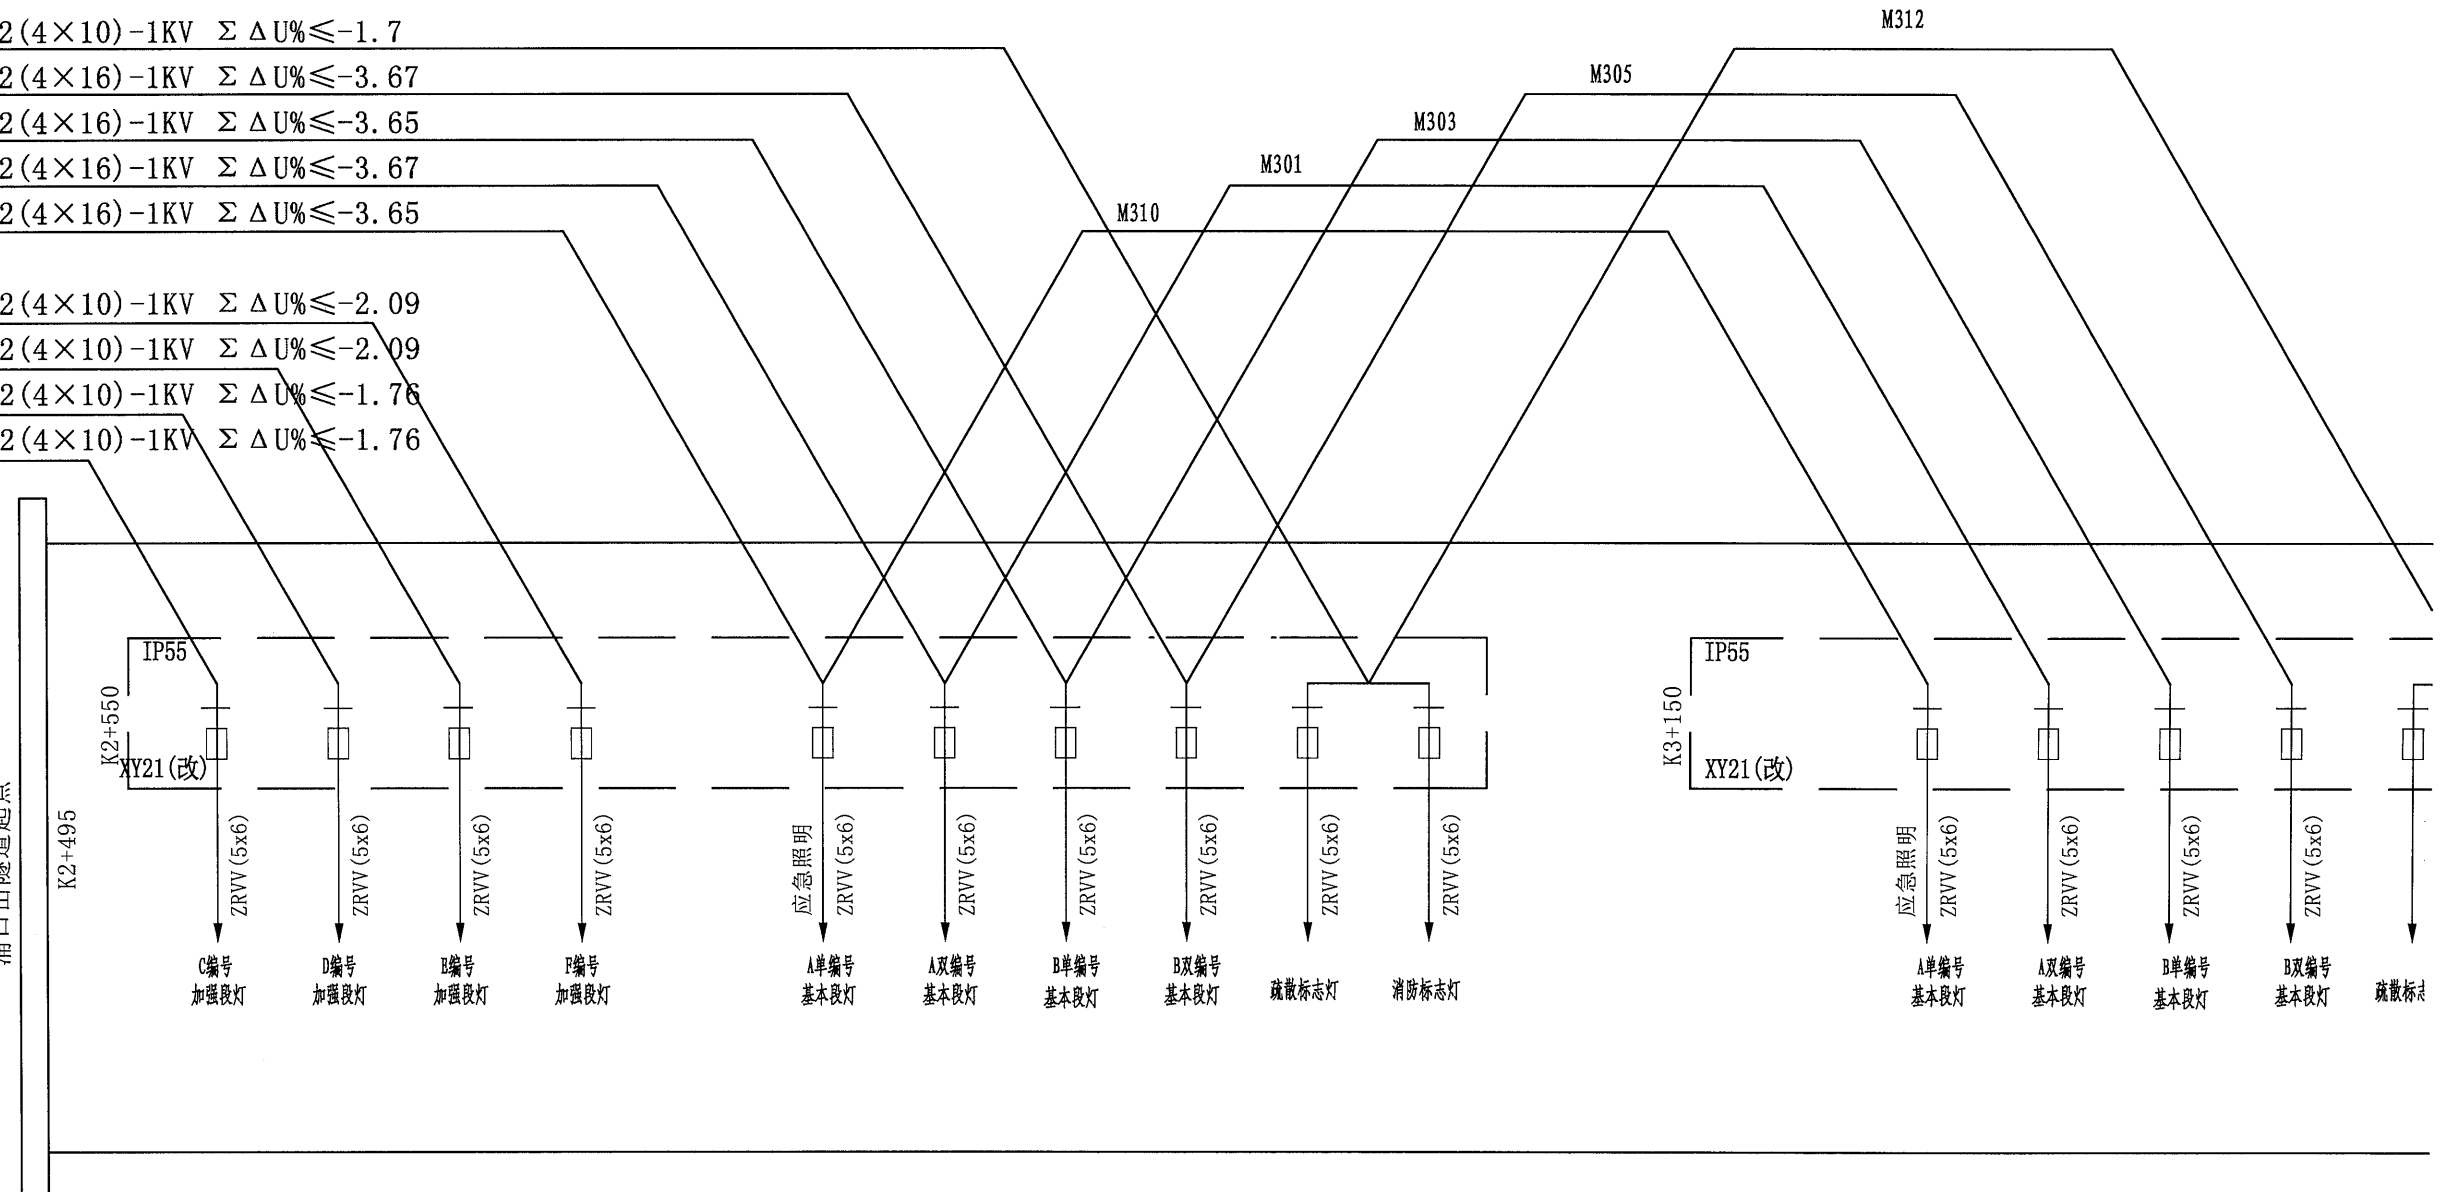 2(4×10)-1KV ΣΔU%≤-1.7
2(4×16)-1KV ΣΔU%≤-3.67
2(4×16)-1KV ΣΔU%≤-3.65
2(4×16)-1KV ΣΔU%≤-3.67
2(4×16)-1KV ΣΔU%≤-3.65
2(4×10)-1KV ΣΔU%≤-2.09
2(4×10)-1KV ΣΔU%≤-2.09
2(4×10)-1KV ΣΔU%≤-1.76
2(4×10)-1KV ΣΔU%≤-1.76
M312
M305
M303
M301
M310
隧道起点
K2+495
K2+550
IP55
XY21(改)
K3+150
IP55
XY21(改)
ZRVV(5x6)
ZRVV(5x6)
ZRVV(5x6)
ZRVV(5x6)
应急照明
ZRVV(5x6)
ZRVV(5x6)
ZRVV(5x6)
ZRVV(5x6)
ZRVV(5x6)
ZRVV(5x6)
应急照明
ZRVV(5x6)
ZRVV(5x6)
ZRVV(5x6)
ZRVV(5x6)
C编号
加强段灯
D编号
加强段灯
E编号
加强段灯
F编号
加强段灯
A单编号
基本段灯
A双编号
基本段灯
B单编号
基本段灯
B双编号
基本段灯
疏散标志灯
消防标志灯
A单编号
基本段灯
A双编号
基本段灯
B单编号
基本段灯
B双编号
基本段灯
疏散标志